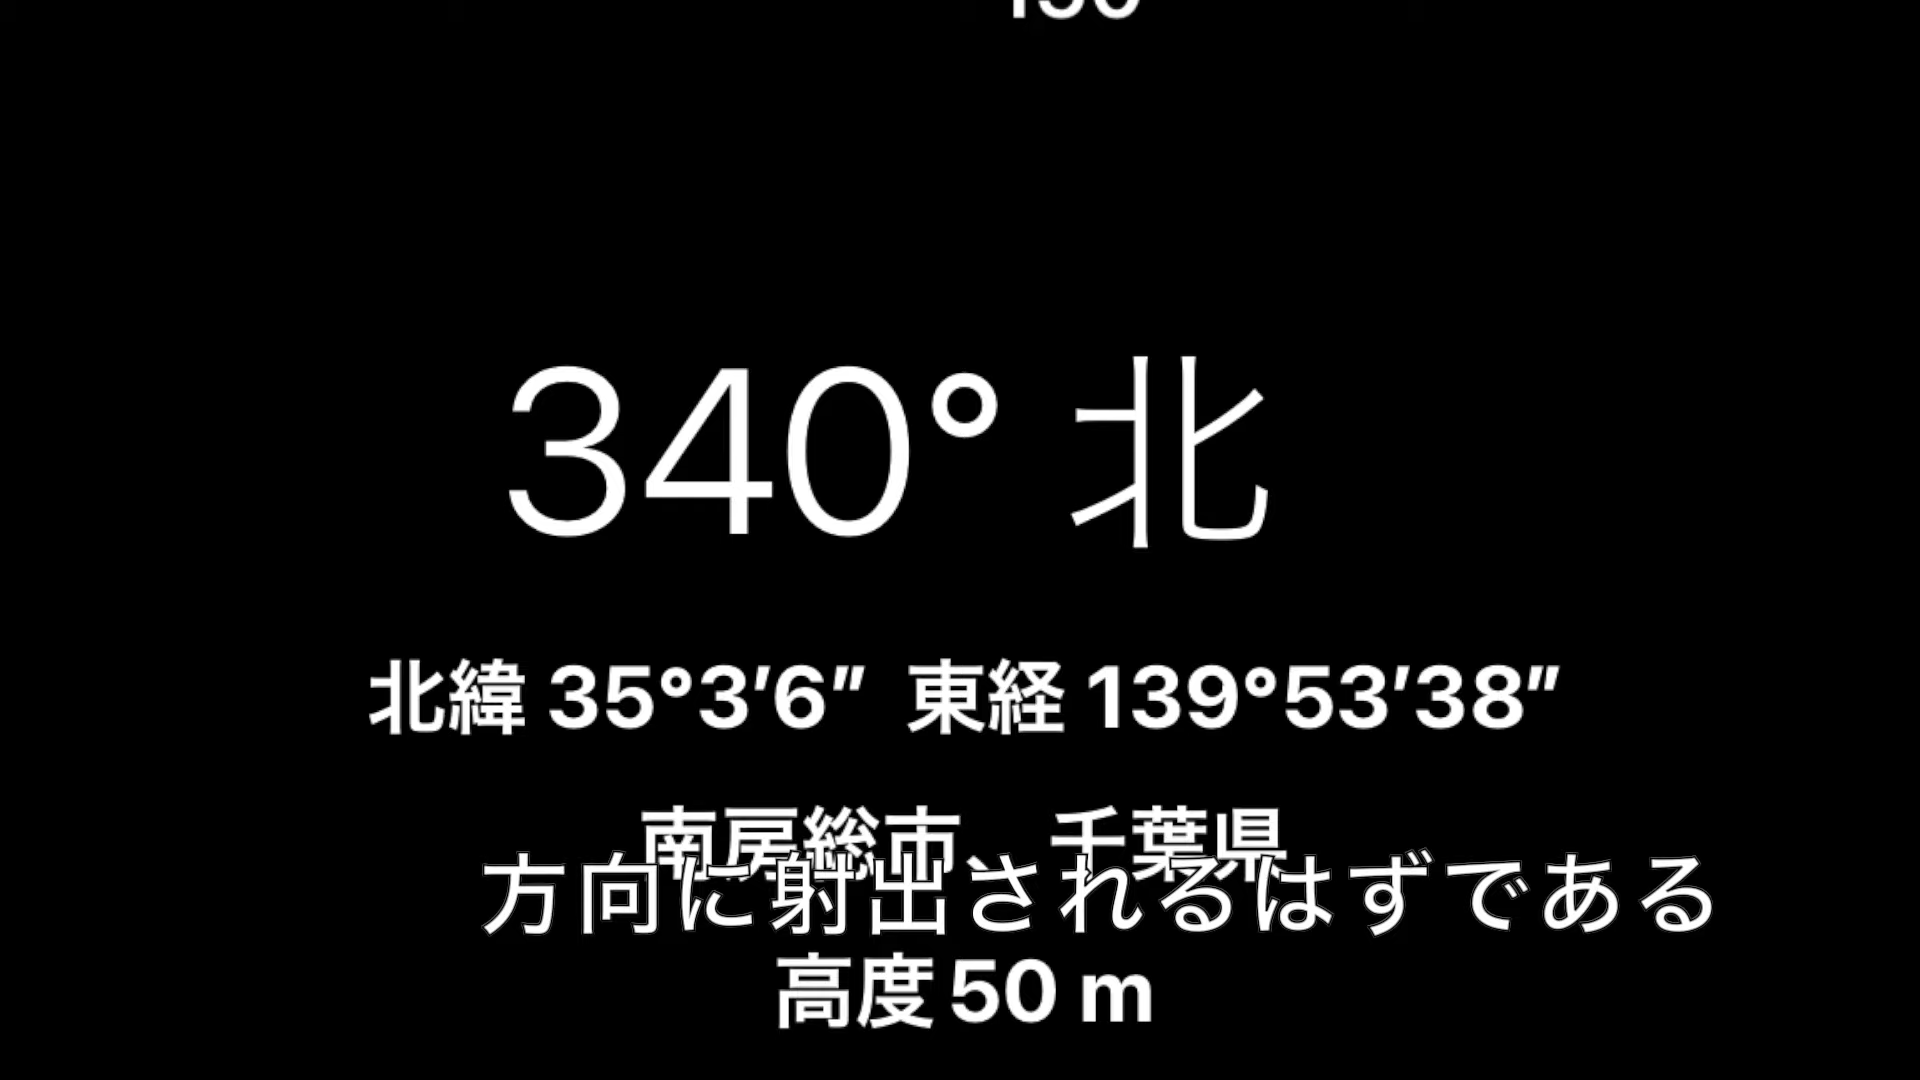 340° 北
北緯 35°3′6″ 東経 139°53′38″
南房総市、千葉県
方向に射出されるはずである
高度 50 m